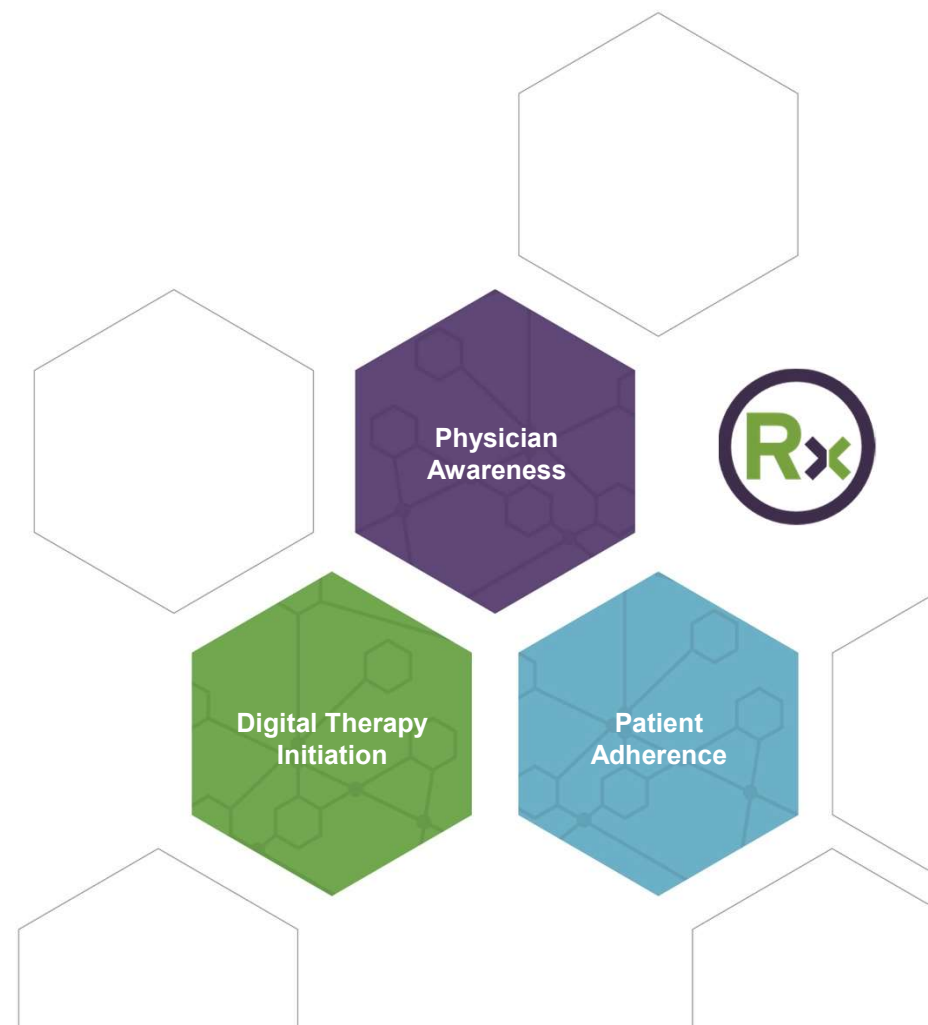 Physician
Awareness
Rx
Digital Therapy
Initiation
Patient
Adherence